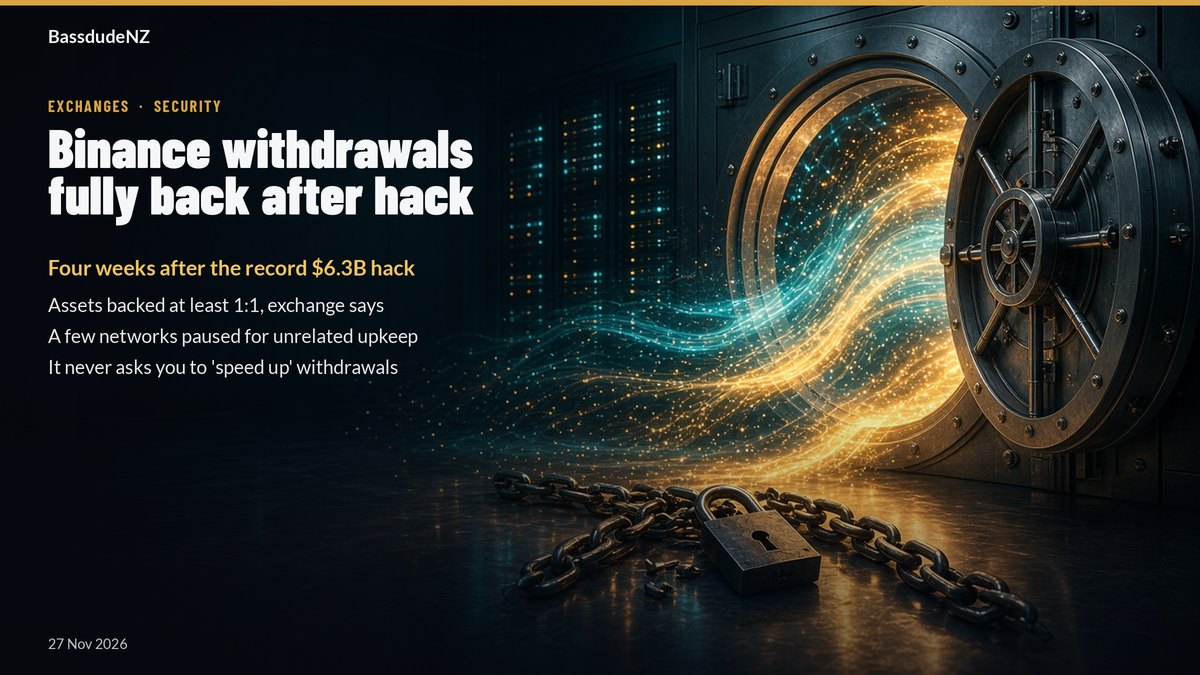 BassdudeNZ
EXCHANGES · SECURITY
Binance withdrawals
fully back after hack
Four weeks after the record $6.3B hack
Assets backed at least 1:1, exchange says
A few networks paused for unrelated upkeep
It never asks you to 'speed up' withdrawals
27 Nov 2026